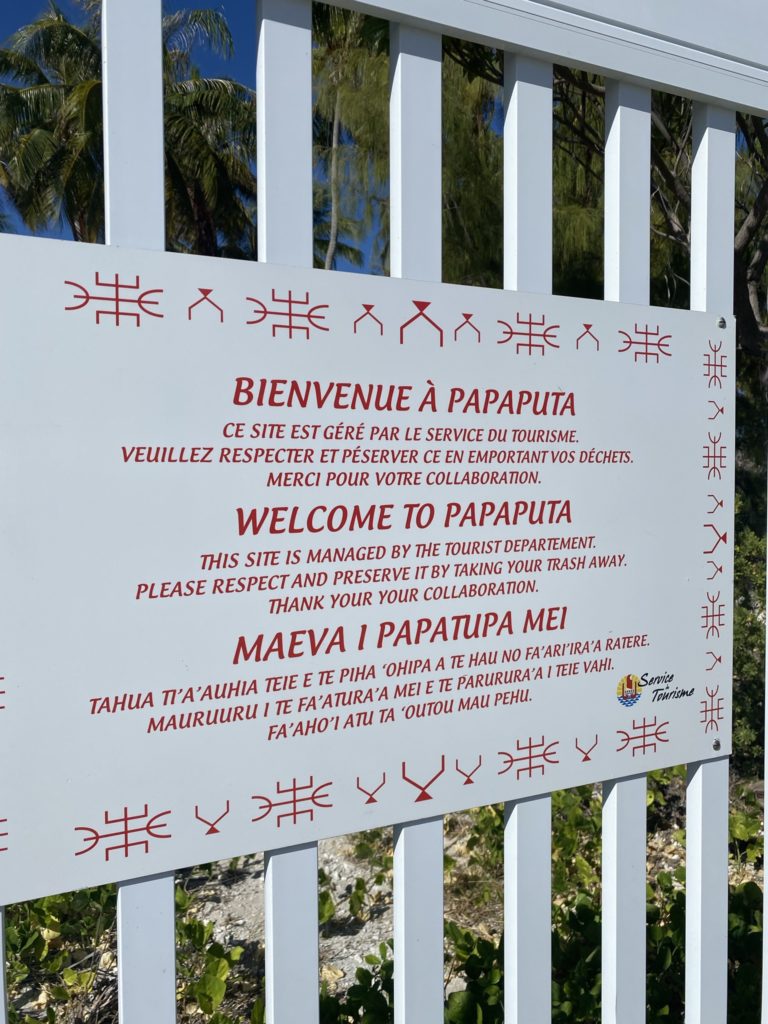 BIENVENUE À PAPAPUTA
CE SITE EST GÉRÉ PAR LE SERVICE DU TOURISME.
VEUILLEZ RESPECTER ET PÉSERVER CE EN EMPORTANT VOS DÉCHETS.
MERCI POUR VOTRE COLLABORATION.
WELCOME TO PAPAPUTA
THIS SITE IS MANAGED BY THE TOURIST DEPARTEMENT.
PLEASE RESPECT AND PRESERVE IT BY TAKING YOUR TRASH AWAY.
THANK YOUR YOUR COLLABORATION.
MAEVA I PAPATUPA MEI
TAHUA TI'A'AUHIA TEIE E TE PIHA 'OHIPA A TE HAU NO FA'ARI'IRA'A RATERE.
MAURUURU I TE FA'ATURA'A MEI E TE PARURURA'A I TEIE VAHI.
FA'AHO'I ATU TA 'OUTOU MAU PEHU.
Service
Tourisme